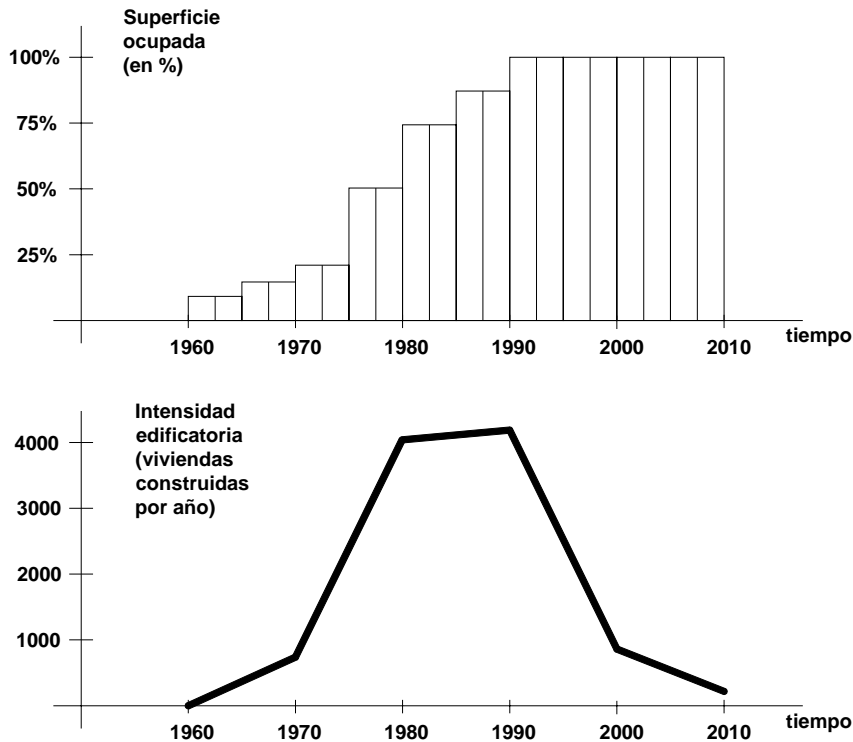 Superficie
ocupada
(en %)
100%
75%
50%
25%
tiempo
1960 1970 1980 1990 2000 2010
Intensidad
edificatoria
(viviendas
construidas
por año)
4000
3000
2000
1000
tiempo
1960 1970 1980 1990 2000 2010